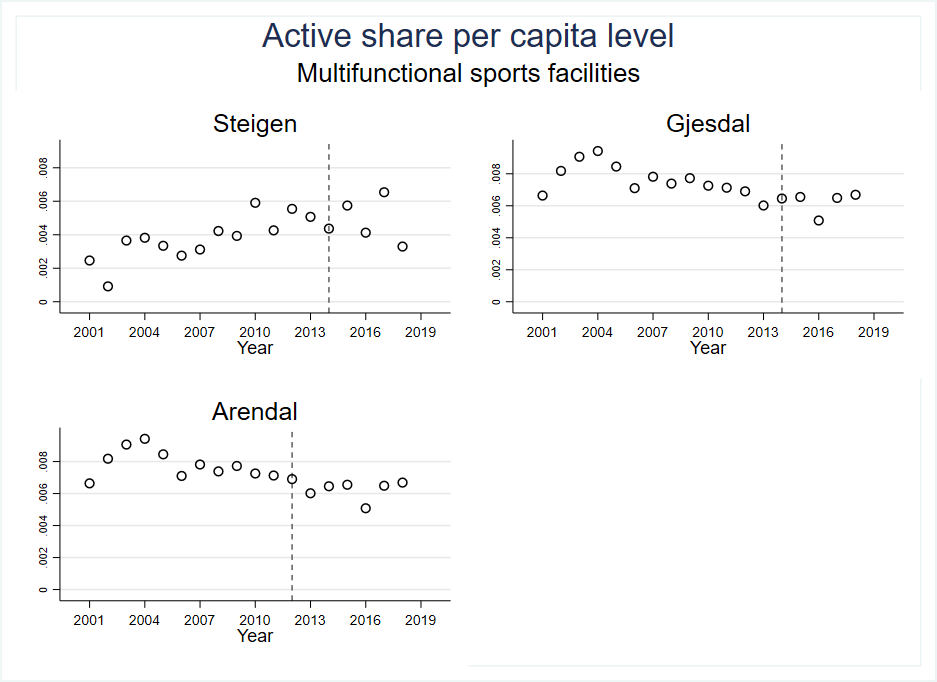 Active share per capita level
Multifunctional sports facilities
Steigen
.008
.006
.004
.002
0
2001 2004 2007 2010 2013 2016 2019
Year
Gjesdal
.008
.006
.004
.002
0
2001 2004 2007 2010 2013 2016 2019
Year
Arendal
.008
.006
.004
.002
0
2001 2004 2007 2010 2013 2016 2019
Year